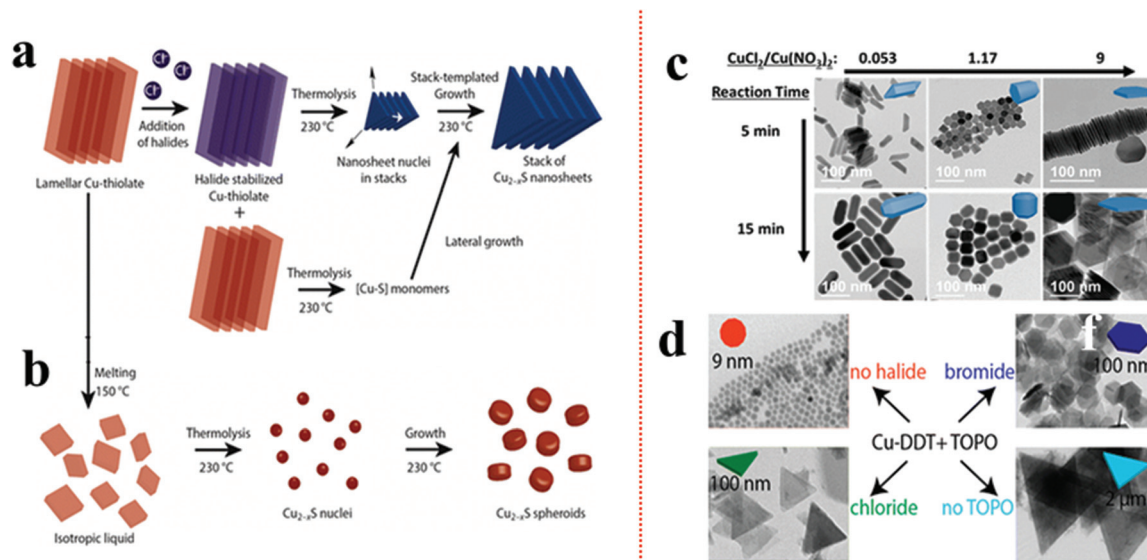 a
Cl⁻
Cl⁻
Cl⁻
Addition
of halides
Lamellar Cu-thiolate
Halide stabilized
Cu-thiolate
+
Thermolysis
230 °C
Nanosheet nuclei
in stacks
Stack-templated
Growth
230 °C
Stack of
Cu₂₋ₓS nanosheets
Lateral growth
Thermolysis
230 °C
[Cu-S] monomers
b
Melting
150 °C
Isotropic liquid
Thermolysis
230 °C
Cu₂₋ₓS nuclei
Growth
230 °C
Cu₂₋ₓS spheroids
c
CuCl₂/Cu(NO₃)₂: 0.053 1.17 9
Reaction Time
5 min
100 nm 100 nm 100 nm
15 min
100 nm 100 nm 100 nm
d
9 nm
no halide
bromide
f
100 nm
Cu-DDT+ TOPO
100 nm
chloride
no TOPO
2 µm